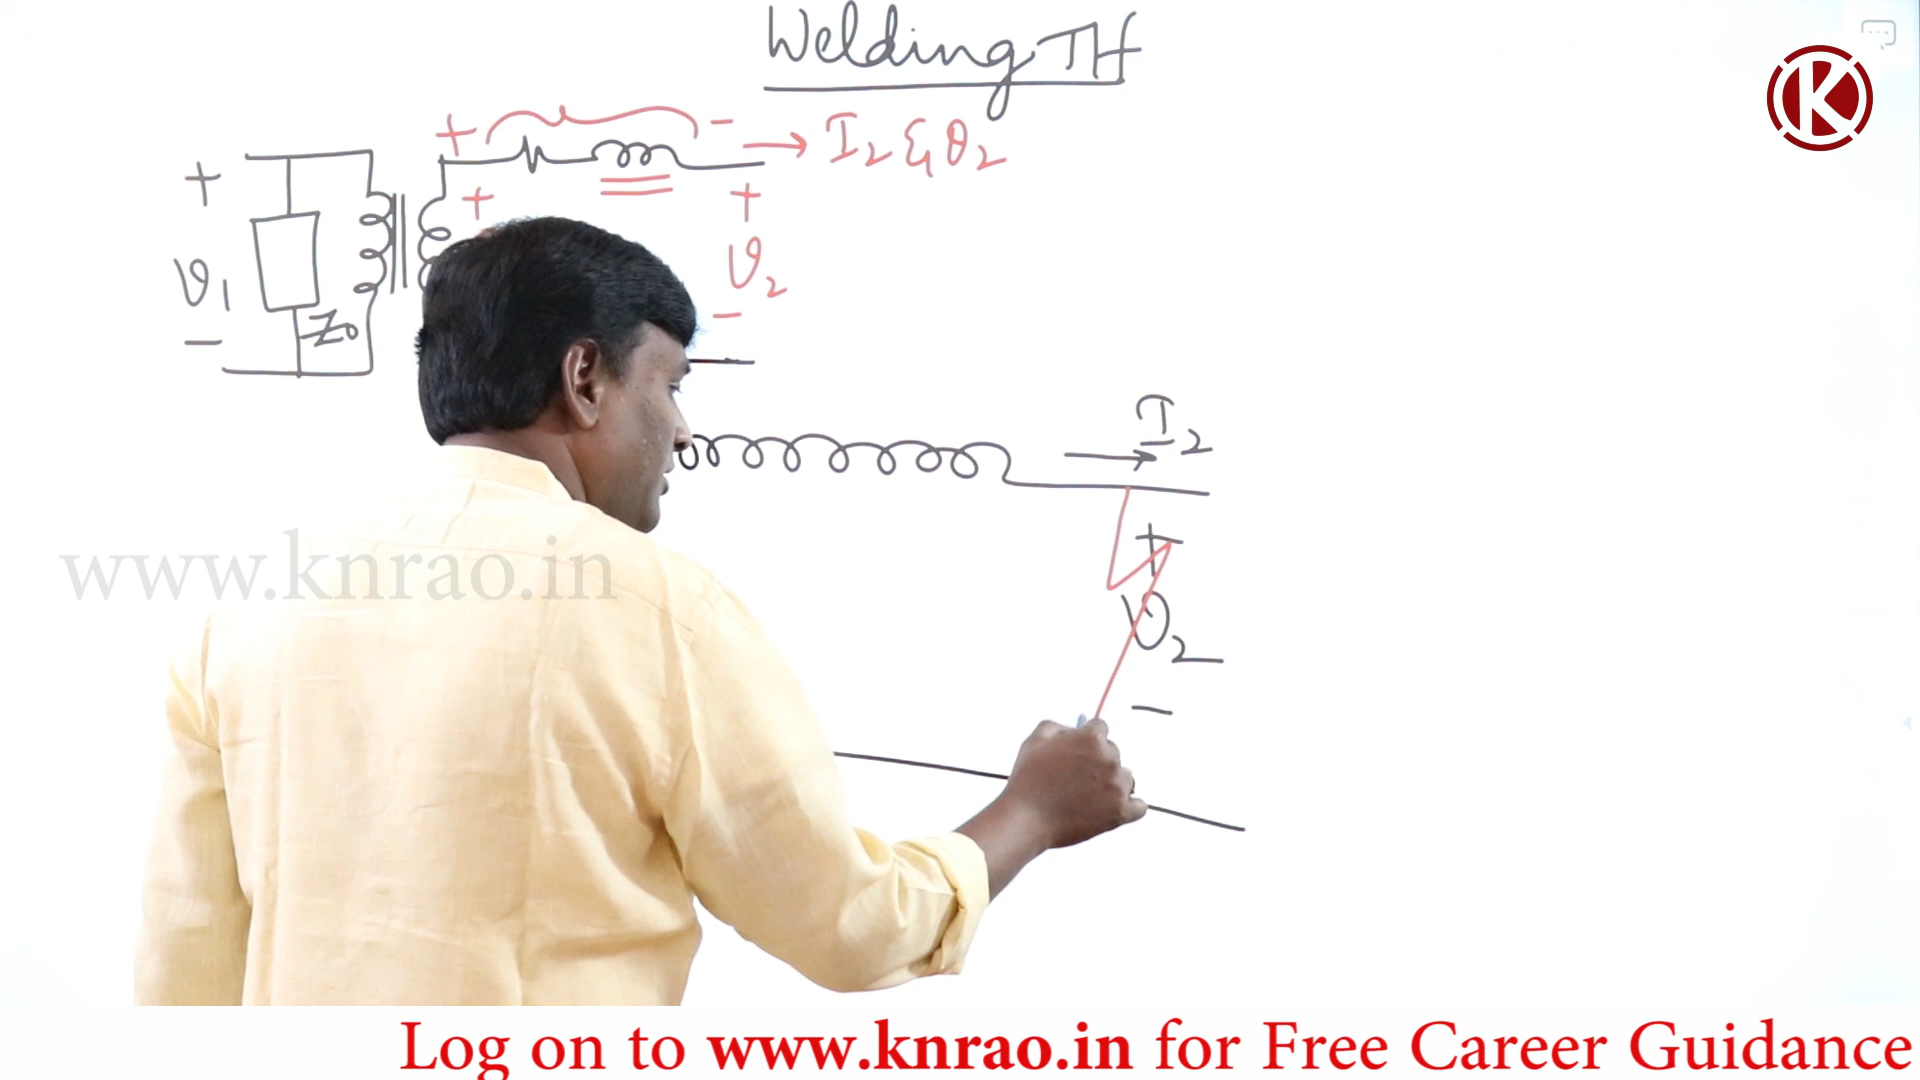 Welding TH
+ -
→ I₂ & θ₂
+
+
+
V₁
V₂
Z₀
-
-
I₂
→
+
V₂
-
www.knrao.in
K
Log on to www.knrao.in for Free Career Guidance